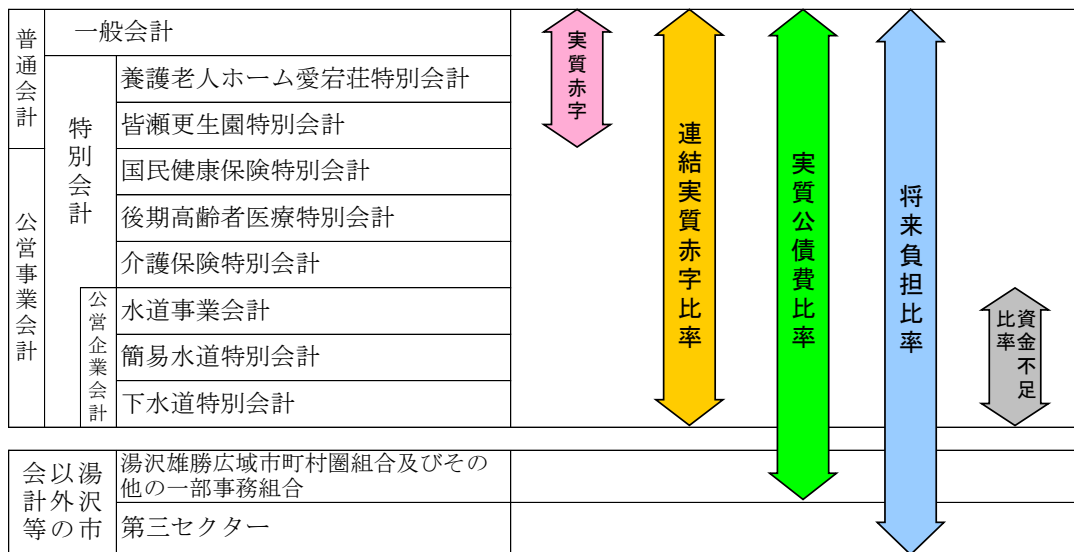 普通会計
一般会計
特別会計
養護老人ホーム愛宕荘特別会計
皆瀬更生園特別会計
公営事業会計
国民健康保険特別会計
後期高齢者医療特別会計
介護保険特別会計
公営企業会計
水道事業会計
簡易水道特別会計
下水道特別会計
湯沢市
以外の
会計等
湯沢雄勝広域市町村圏組合及びその
他の一部事務組合
第三セクター
実質赤字
連結実質赤字比率
実質公債費比率
将来負担比率
資金不足
比率